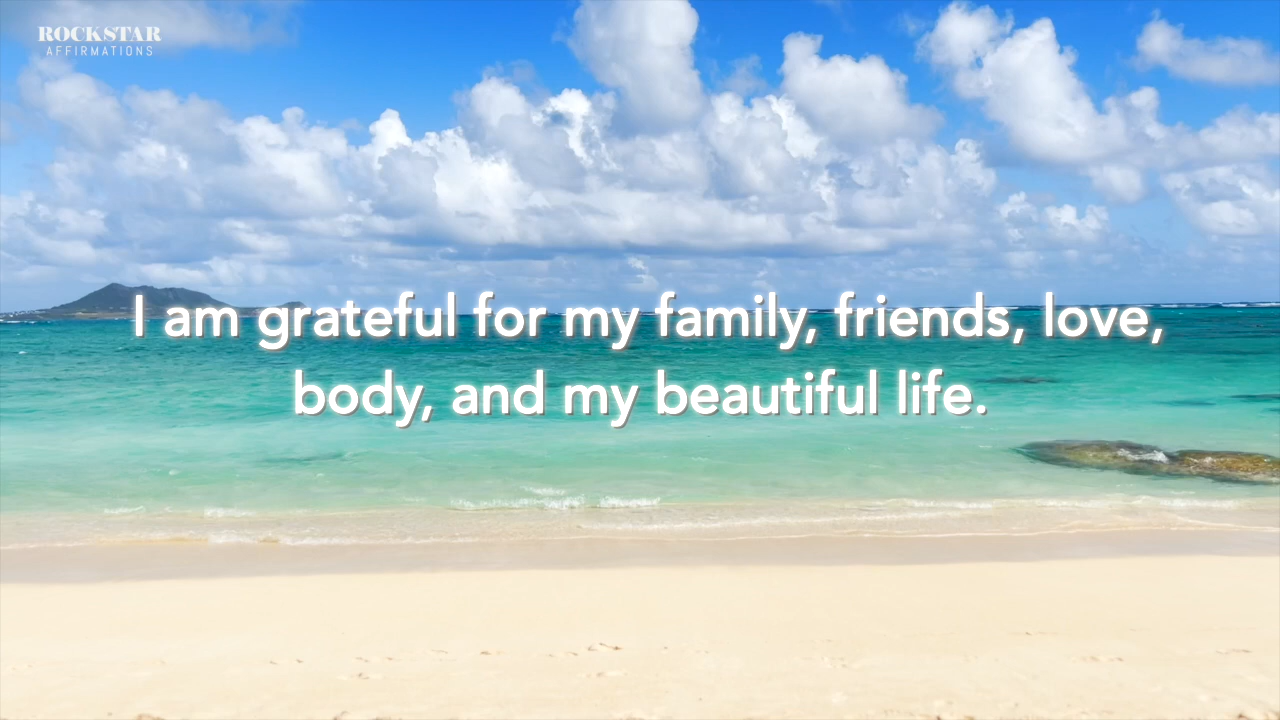 ROCKSTAR
AFFIRMATIONS
I am grateful for my family, friends, love,
body, and my beautiful life.